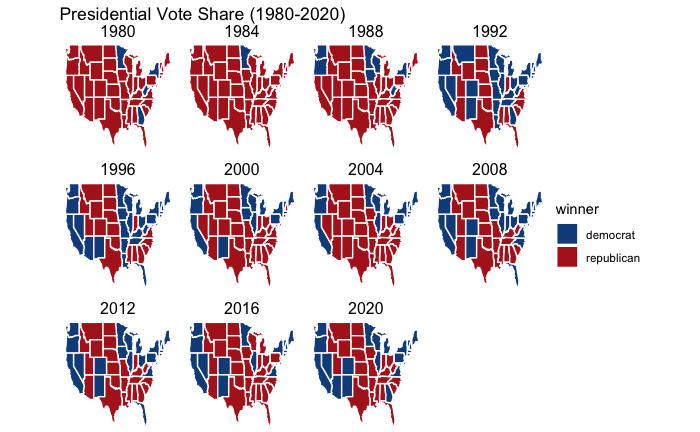 Presidential Vote Share (1980-2020)
1980
1984
1988
1992
1996
2000
2004
2008
winner
democrat
republican
2012
2016
2020